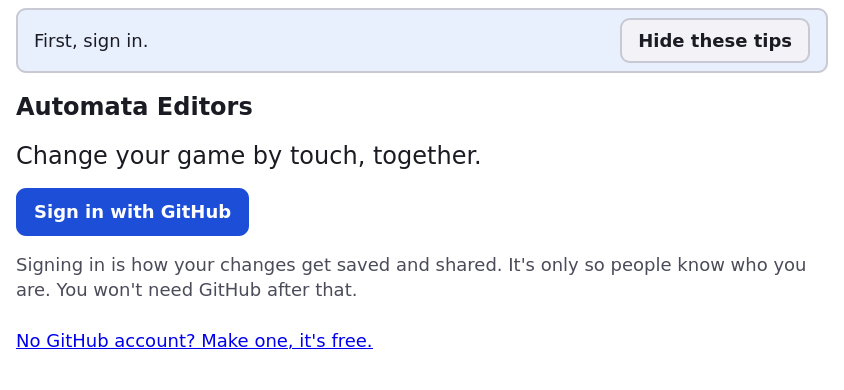 First, sign in.
Hide these tips
Automata Editors
Change your game by touch, together.
Sign in with GitHub
Signing in is how your changes get saved and shared. It's only so people know who you
are. You won't need GitHub after that.
No GitHub account? Make one, it's free.